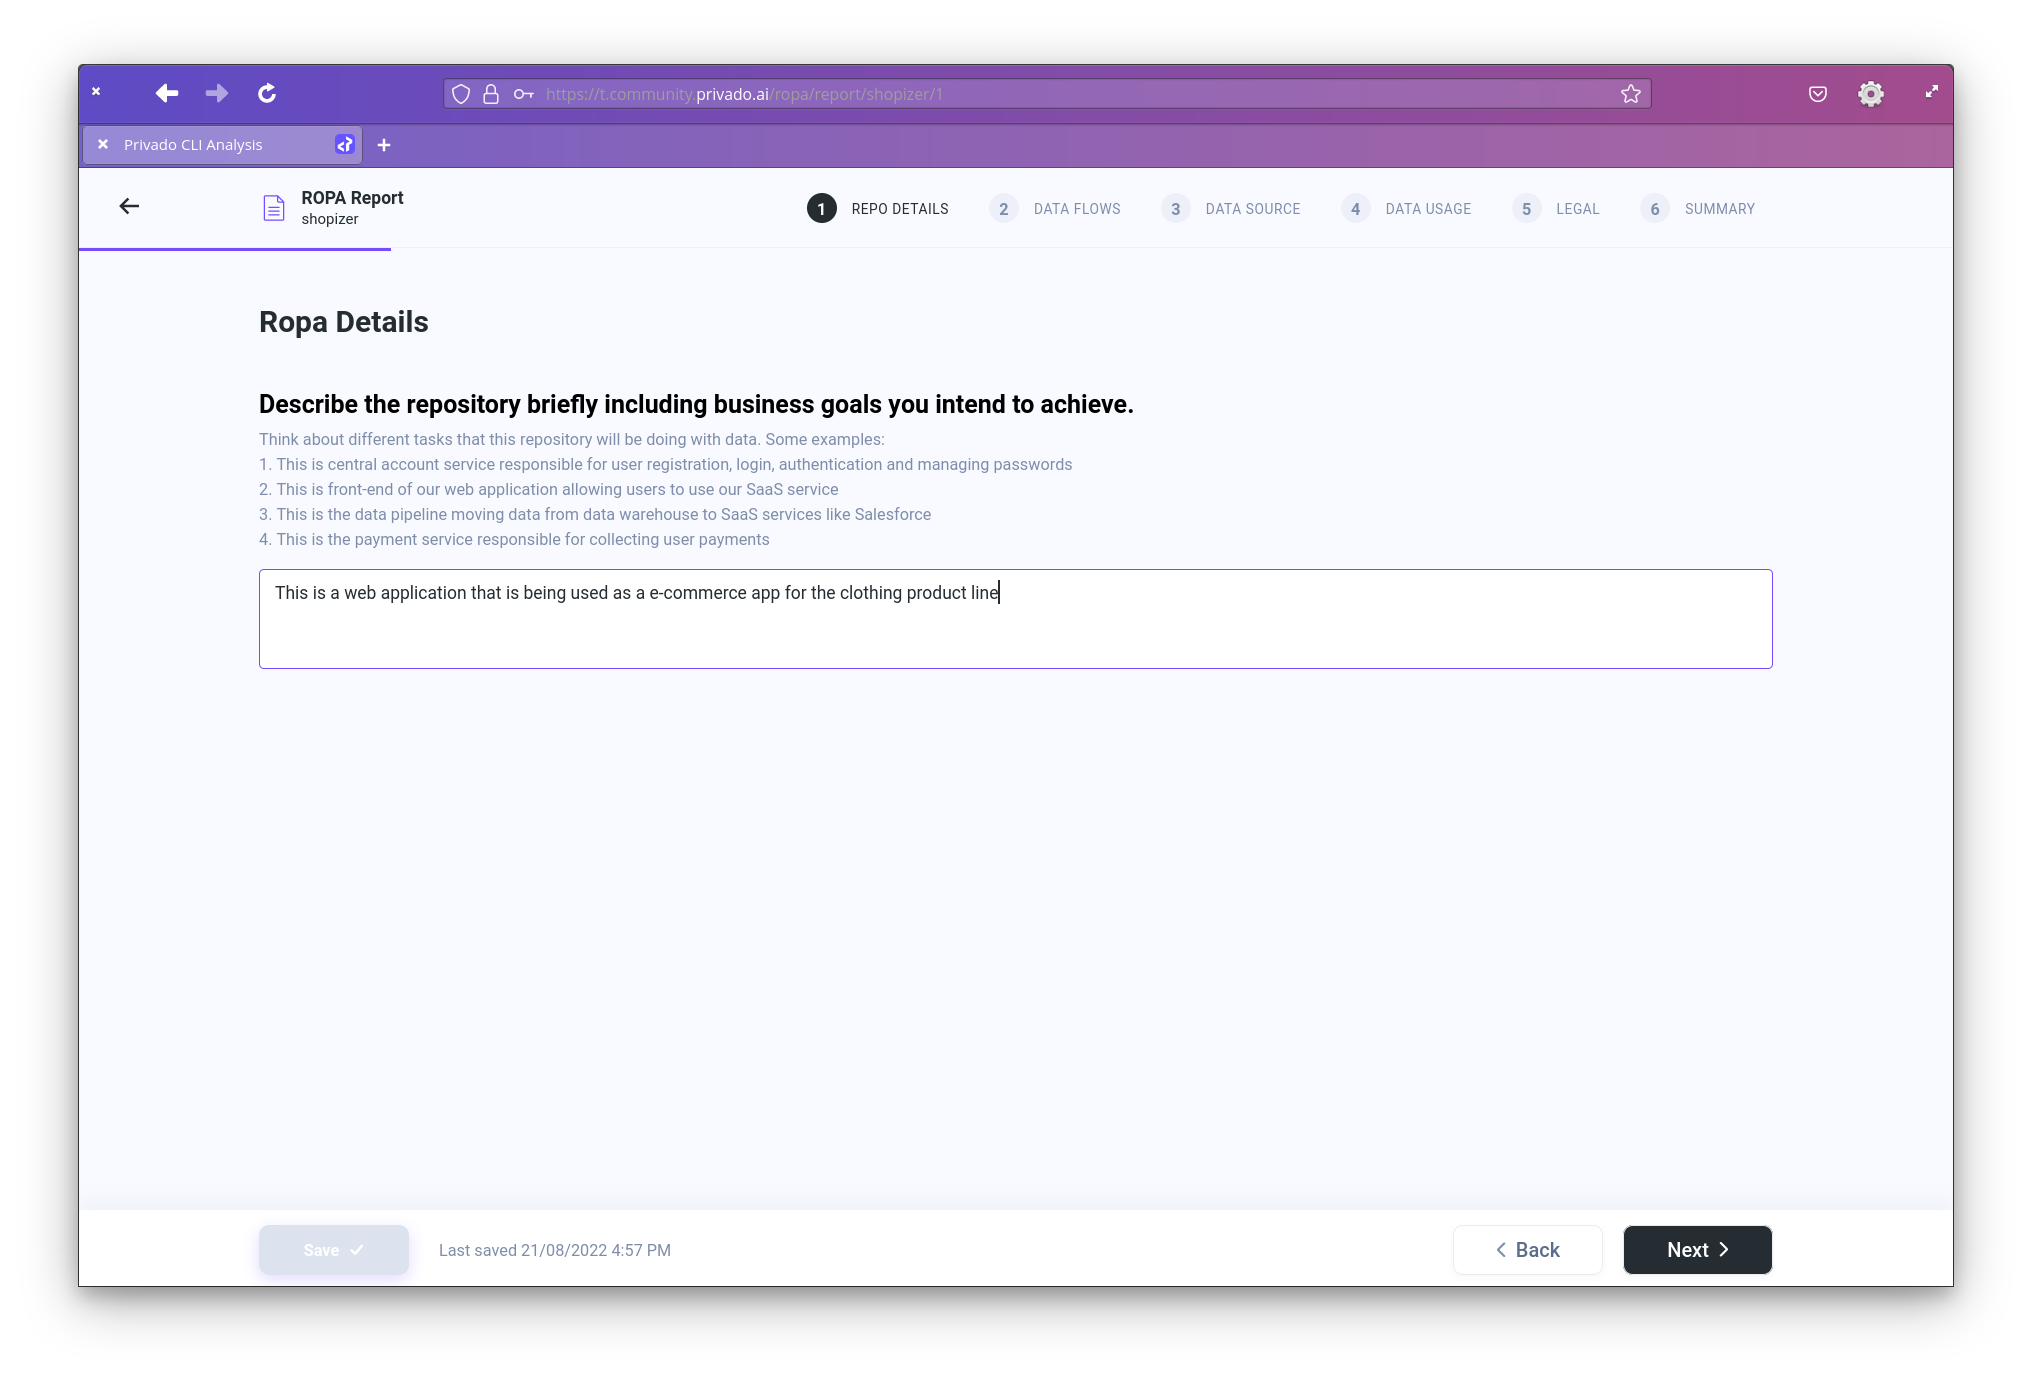 https://t.community.privado.ai/ropa/report/shopizer/1
Privado CLI Analysis
ROPA Report
shopizer
1 REPO DETAILS 2 DATA FLOWS 3 DATA SOURCE 4 DATA USAGE 5 LEGAL 6 SUMMARY
Ropa Details
Describe the repository briefly including business goals you intend to achieve.
Think about different tasks that this repository will be doing with data. Some examples:
1. This is central account service responsible for user registration, login, authentication and managing passwords
2. This is front-end of our web application allowing users to use our SaaS service
3. This is the data pipeline moving data from data warehouse to SaaS services like Salesforce
4. This is the payment service responsible for collecting user payments
This is a web application that is being used as a e-commerce app for the clothing product line
Save Last saved 21/08/2022 4:57 PM Back Next